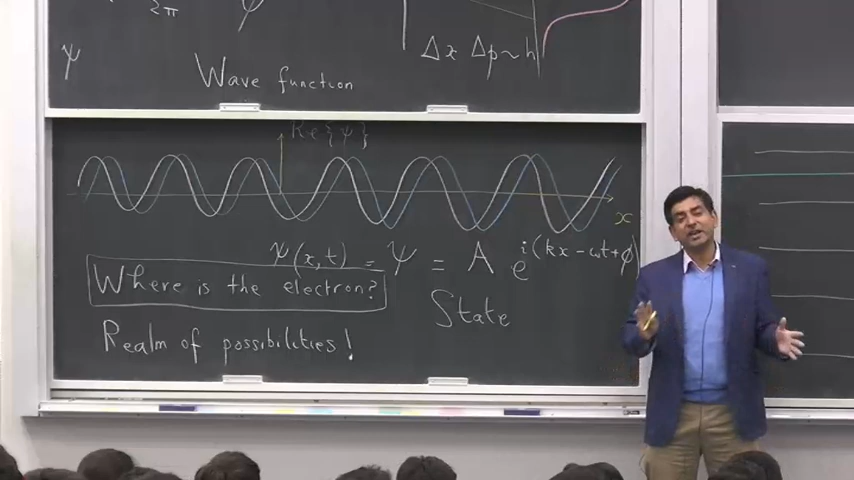 2π
ψ
ψ
Wave function
Δx Δp~h
Re{ψ}
x
ψ(x,t) = ψ = A e^i(kx-ωt+ϕ)
Where is the electron?
State
Realm of possibilities!